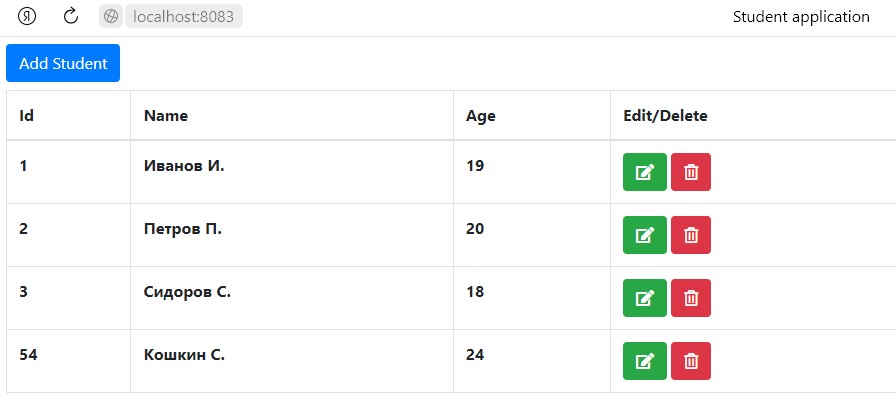 Я localhost:8083 Student application
Add Student
Id Name Age Edit/Delete
1 Иванов И. 19
2 Петров П. 20
3 Сидоров С. 18
54 Кошкин С. 24